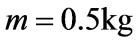 m = 0.5kg